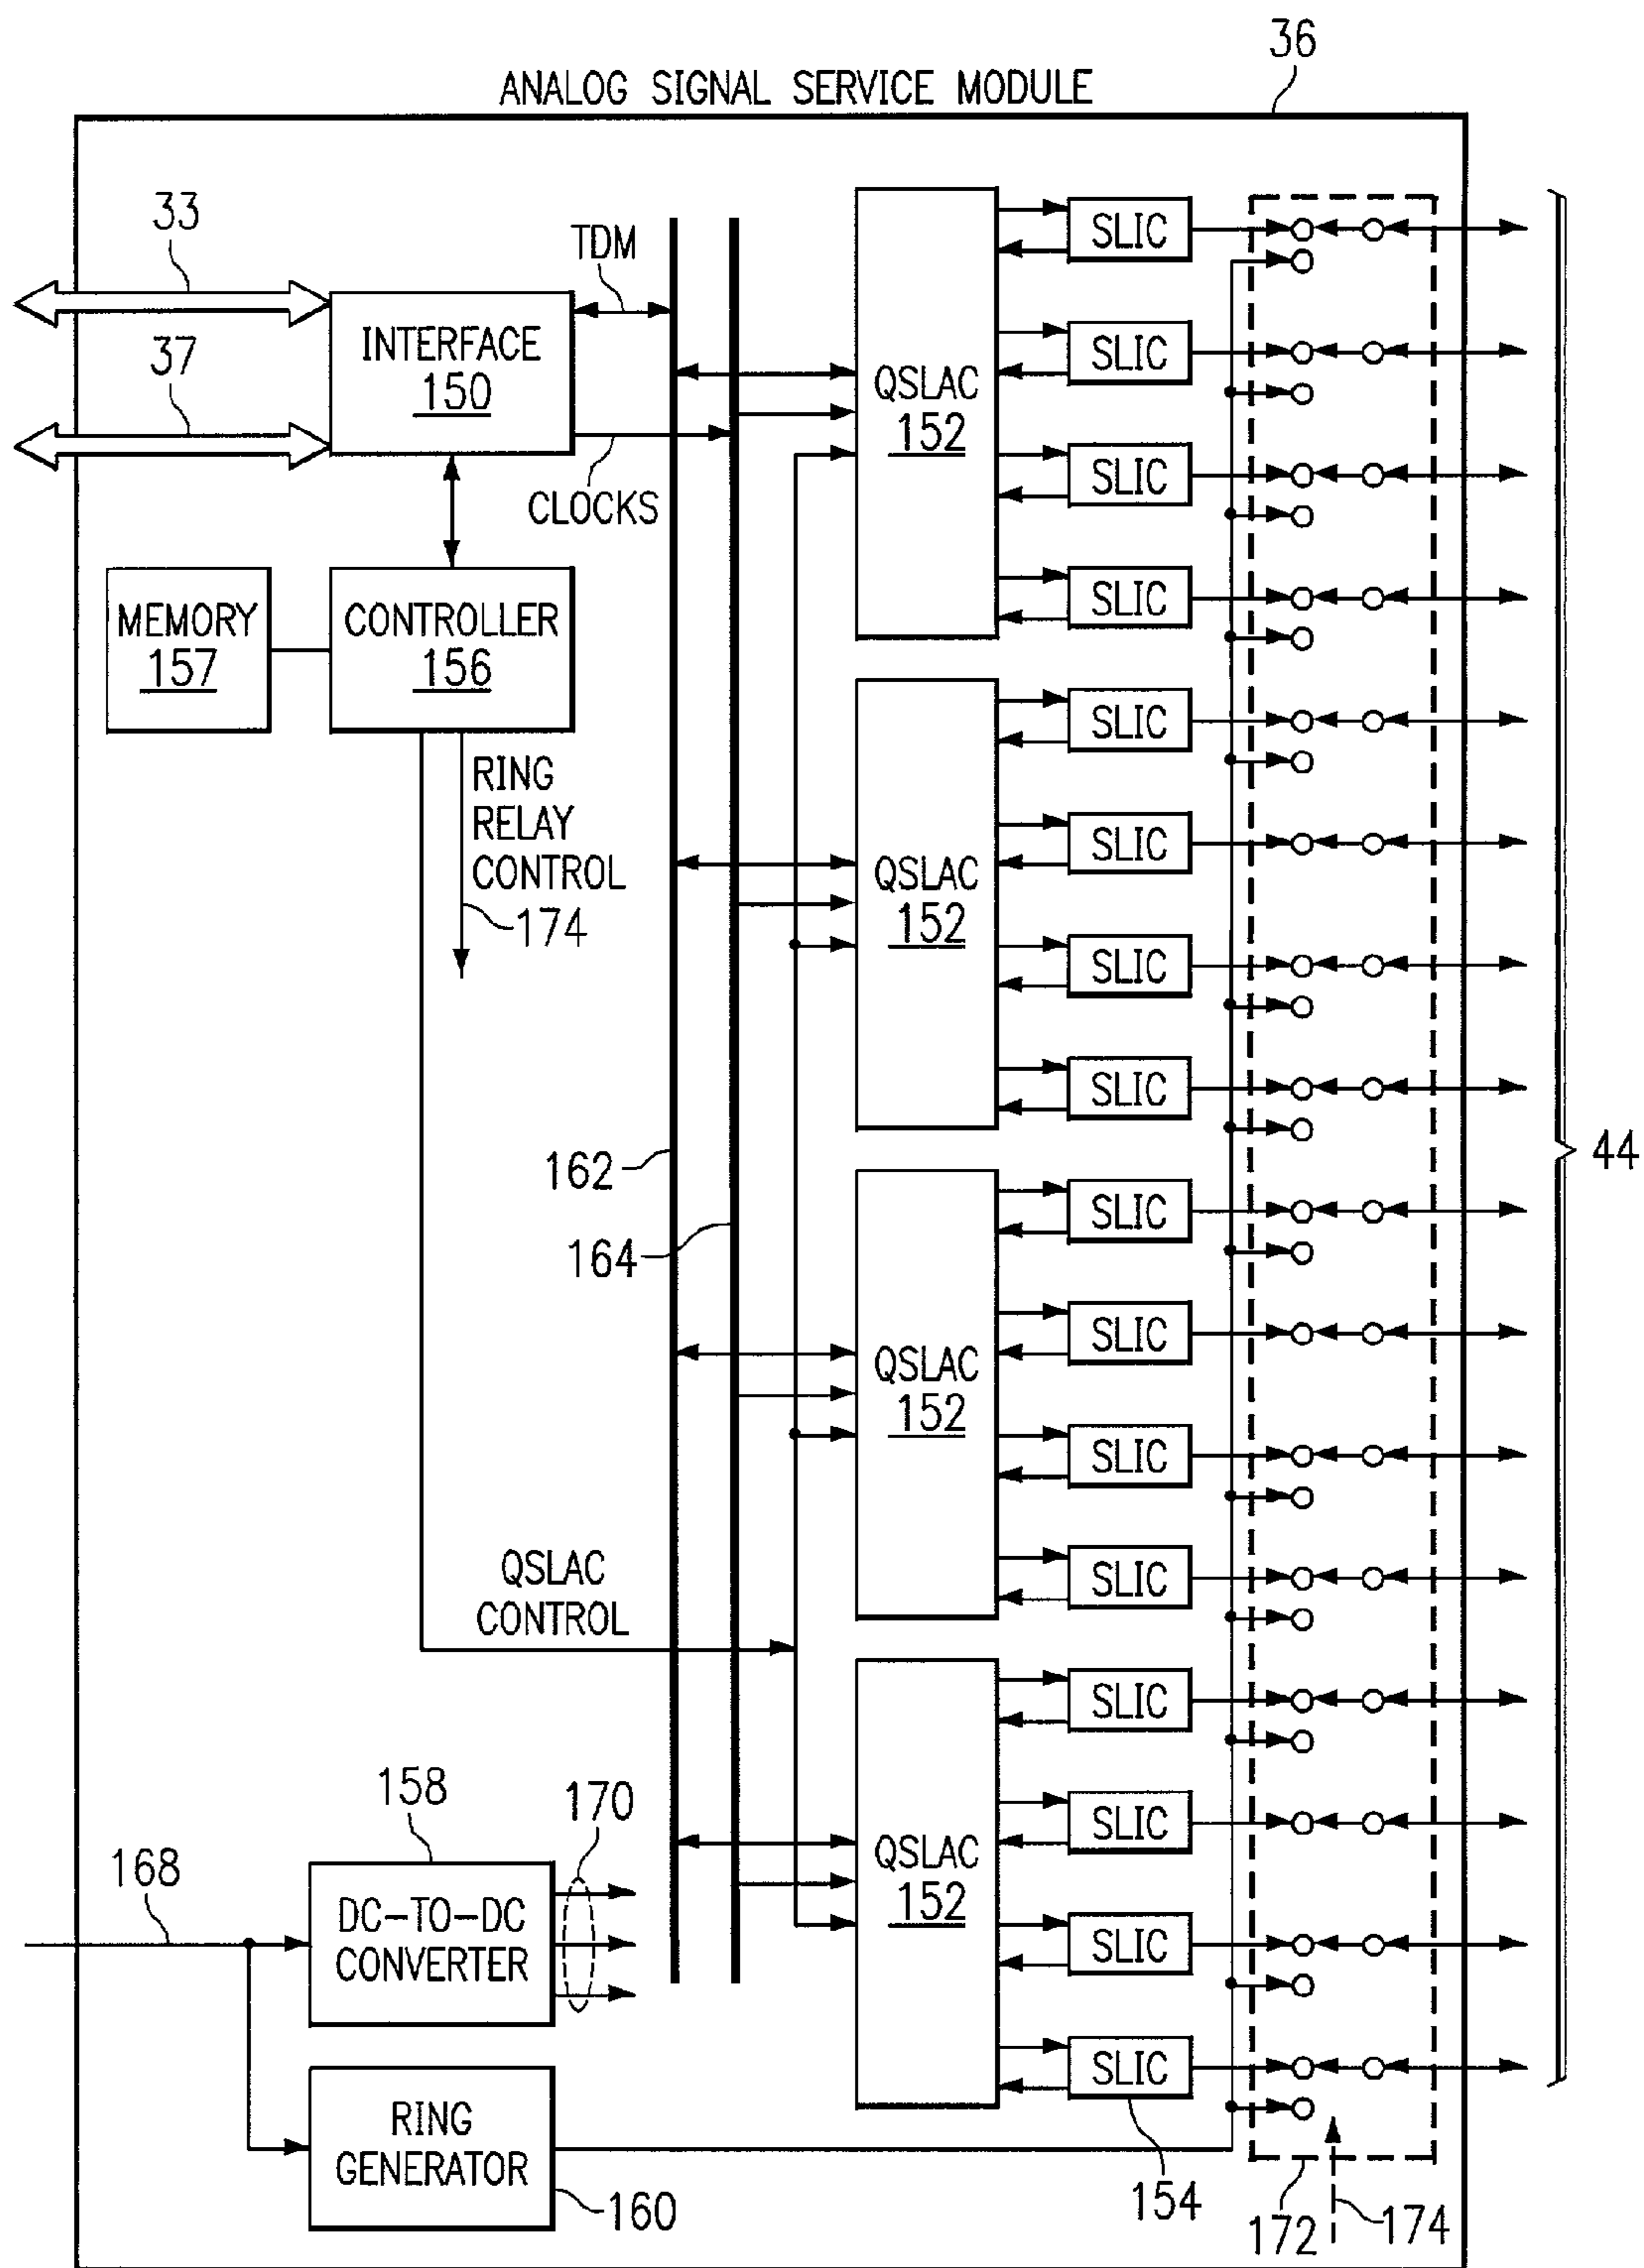 36
ANALOG SIGNAL SERVICE MODULE
33
TDM
37
INTERFACE
150
CLOCKS
MEMORY
157
CONTROLLER
156
RING
RELAY
CONTROL
174
QSLAC
152
SLIC
SLIC
SLIC
SLIC
QSLAC
152
SLIC
SLIC
SLIC
SLIC
162
164
44
QSLAC
152
SLIC
SLIC
SLIC
SLIC
QSLAC
CONTROL
QSLAC
152
SLIC
SLIC
SLIC
SLIC
158
170
168
DC-TO-DC
CONVERTER
RING
GENERATOR
160
154
172
174